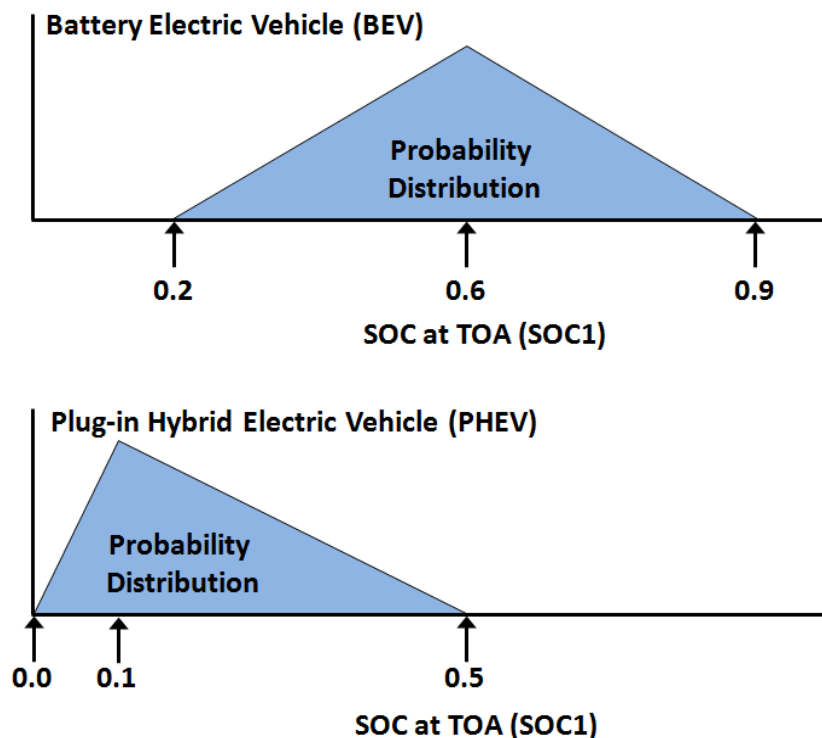 Battery Electric Vehicle (BEV)
Probability
Distribution
0.2 0.6 0.9
SOC at TOA (SOC1)
Plug-in Hybrid Electric Vehicle (PHEV)
Probability
Distribution
0.0 0.1 0.5
SOC at TOA (SOC1)